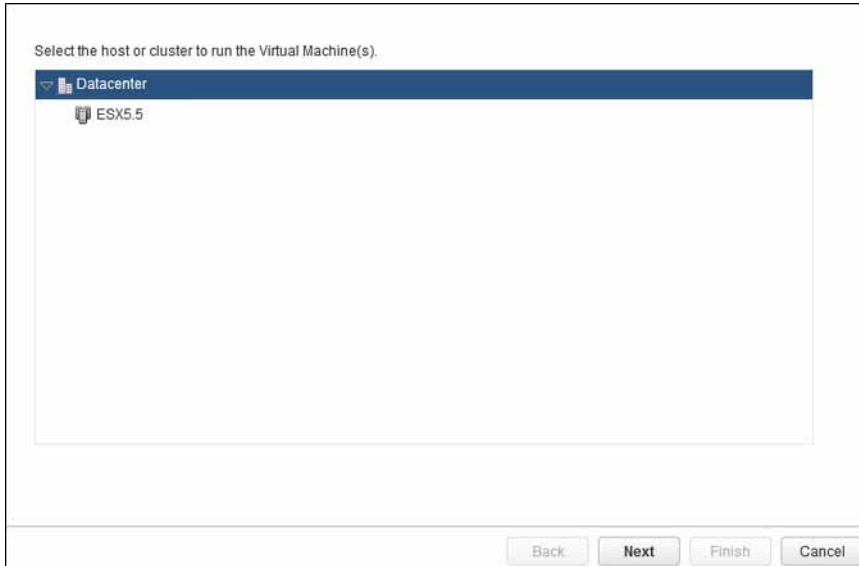 Select the host or cluster to run the Virtual Machine(s).
Datacenter
ESX5.5
Back Next Finish Cancel